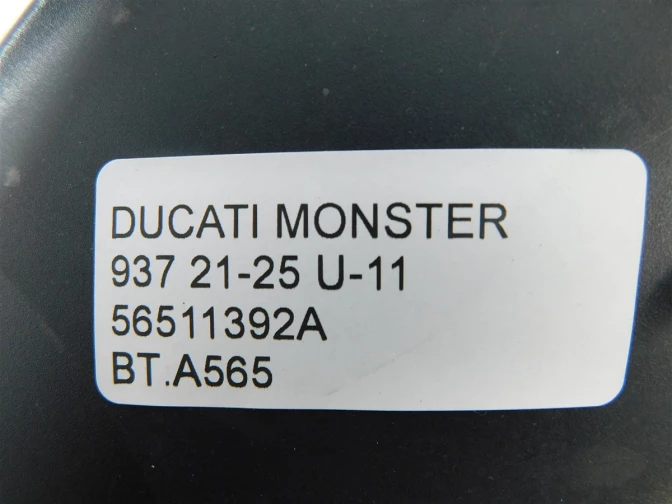 DUCATI MONSTER
937 21-25 U-11
56511392A
BT.A565